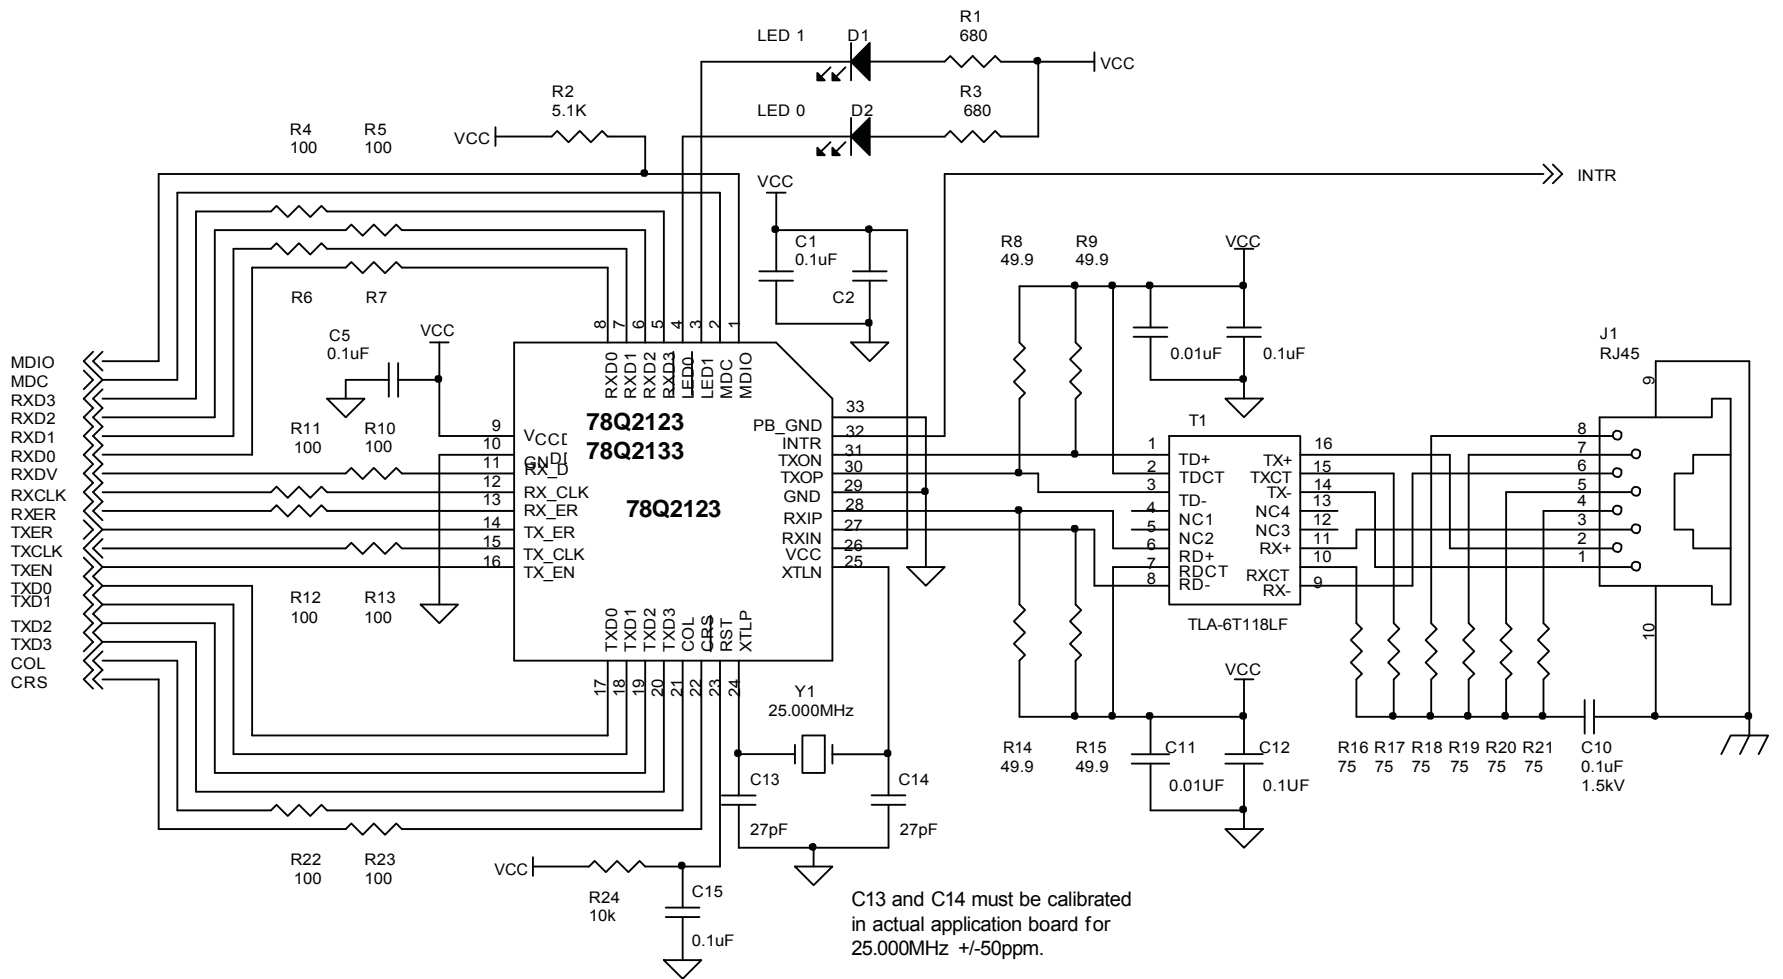 LED 1 D1 R1
680
VCC
R2
5.1K
LED 0 D2 R3
680
R4 R5
100 100
VCC
INTR
VCC
C1
0.1uF
C2
R8 R9
49.9 49.9
VCC
R6 R7
C5 VCC
0.1uF
0.01uF 0.1uF
J1
RJ45
MDIO
MDC
RXD3
RXD2
RXD1
RXD0
RXDV
RXCLK
RXER
TXER
TXCLK
TXEN
TXD0
TXD1
TXD2
TXD3
COL
CRS
8 7 6 5 4 3 2 1
RXD0 RXD1 RXD2 RXD3 LED0 LED1 MDC MDIO
R11 R10
100 100
78Q2123
78Q2133
78Q2123
9
10
11 RX_D
12 RX_CLK
13 RX_ER
14 TX_ER
15 TX_CLK
16 TX_EN
33 PB_GND
32 INTR
31 TXON
30 TXOP
29 GND
28 RXIP
27 RXIN
26 VCC
25 XTLN
R12 R13
100 100
TXD0 TXD1 TXD2 TXD3 COL CRS RST XTLP
17 18 19 20 21 22 23 24
T1
1 TD+
2 TDCT
3 TD-
4 NC1
5 NC2
6 RD+
7 RDCT
8 RD-
16 TX+
15 TXCT
14 TX-
13 NC4
12 NC3
11 RX+
10 RXCT
9 RX-
TLA-6T118LF
9
8
7
6
5
4
3
2
1
10
Y1
25.000MHz
VCC
R14 R15 C11 C12
49.9 49.9 0.01UF 0.1UF
R16 R17 R18 R19 R20 R21 C10
75 75 75 75 75 75 0.1uF
1.5kV
C13 C14
27pF 27pF
R22 R23
100 100
VCC
R24
10k
C15
0.1uF
C13 and C14 must be calibrated
in actual application board for
25.000MHz +/-50ppm.